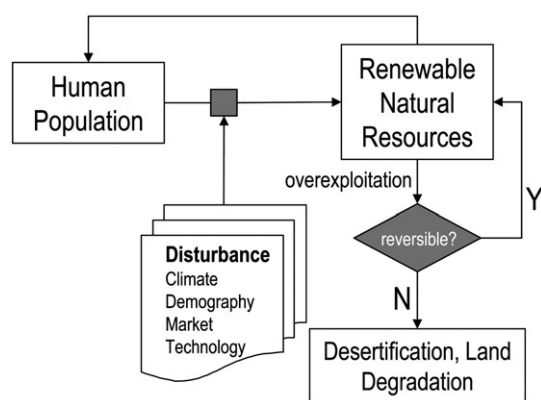 Human
Population
Renewable
Natural
Resources
overexploitation
Y
reversible?
Disturbance
Climate
Demography
Market
Technology
N
Desertification, Land
Degradation